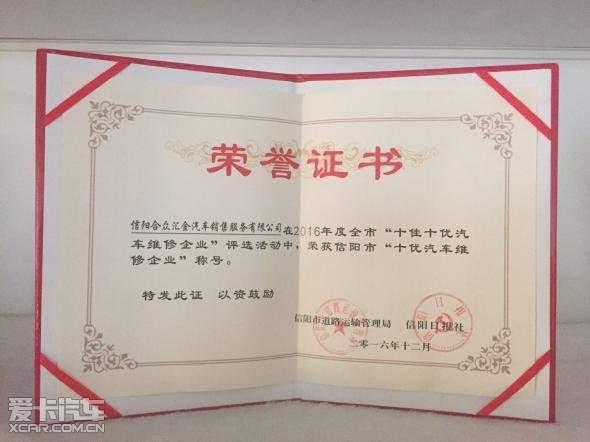 荣誉证书
信阳合众汇金汽车销售服务有限公司在2016年度全市“十佳十优汽
车维修企业”评选活动中，荣获信阳市“十优汽车维
修企业”称号。
特发此证 以资鼓励
信阳市道路运输管理局 信阳日报社
二零一六年十二月
爱卡汽车
XCAR.COM.CN